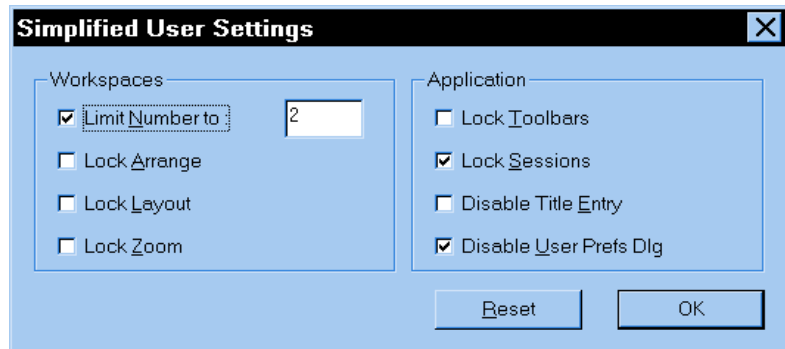 Simplified User Settings
Workspaces
Limit Number to :
2
Lock Arrange
Lock Layout
Lock Zoom
Application
Lock Toolbars
Lock Sessions
Disable Title Entry
Disable User Prefs Dlg
Reset
OK